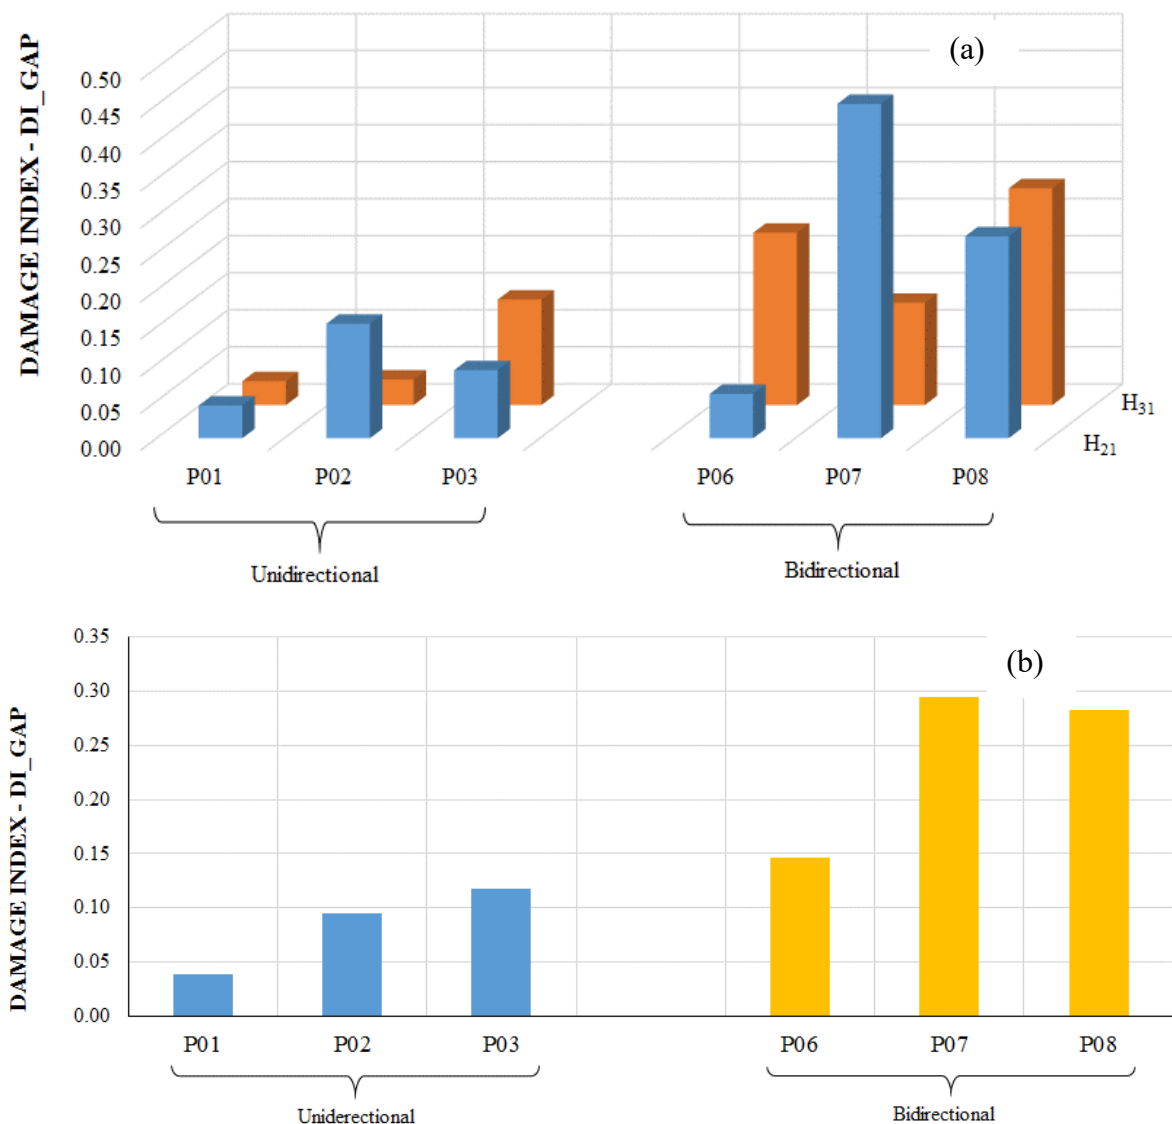 (a)
DAMAGE INDEX - DI_GAP
0.50
0.45
0.40
0.35
0.30
0.25
0.20
0.15
0.10
0.05
0.00
H31
H21
P01 P02 P03 P06 P07 P08
Unidirectional Bidirectional
(b)
DAMAGE INDEX - DI_GAP
0.35
0.30
0.25
0.20
0.15
0.10
0.05
0.00
P01 P02 P03 P06 P07 P08
Uniderectional Bidirectional